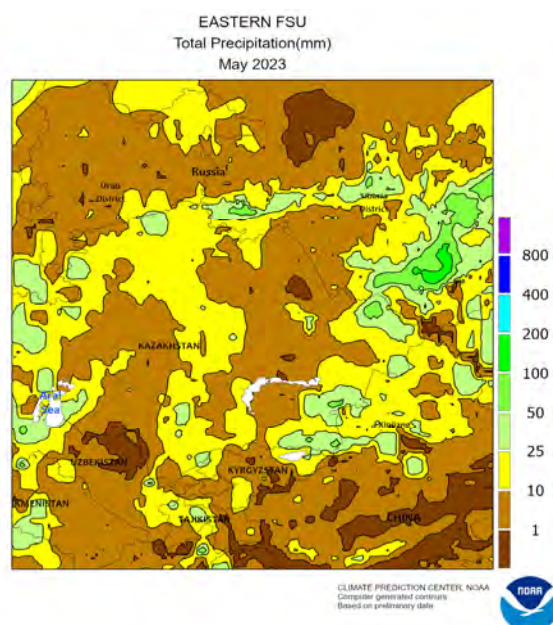 EASTERN FSU
Total Precipitation(mm)
May 2023
Russia
Urals
District
District
KAZAKHSTAN
Aral
Sea
UZBEKISTAN
KYRGYZSTAN
TAJIKISTAN
CHINA
800
400
200
100
50
25
10
1
CLIMATE PREDICTION CENTER, NOAA
Computer generated contours
Based on preliminary data
NOAA